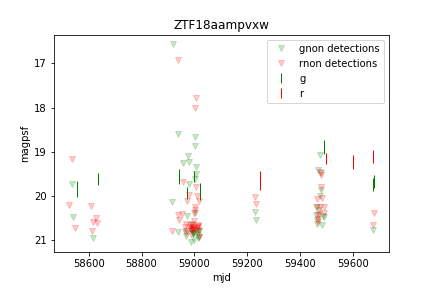 ZTF18aampvxw
gnon detections
rnon detections
g
r
magpsf
17
18
19
20
21
58600
58800
59000
59200
59400
59600
mjd